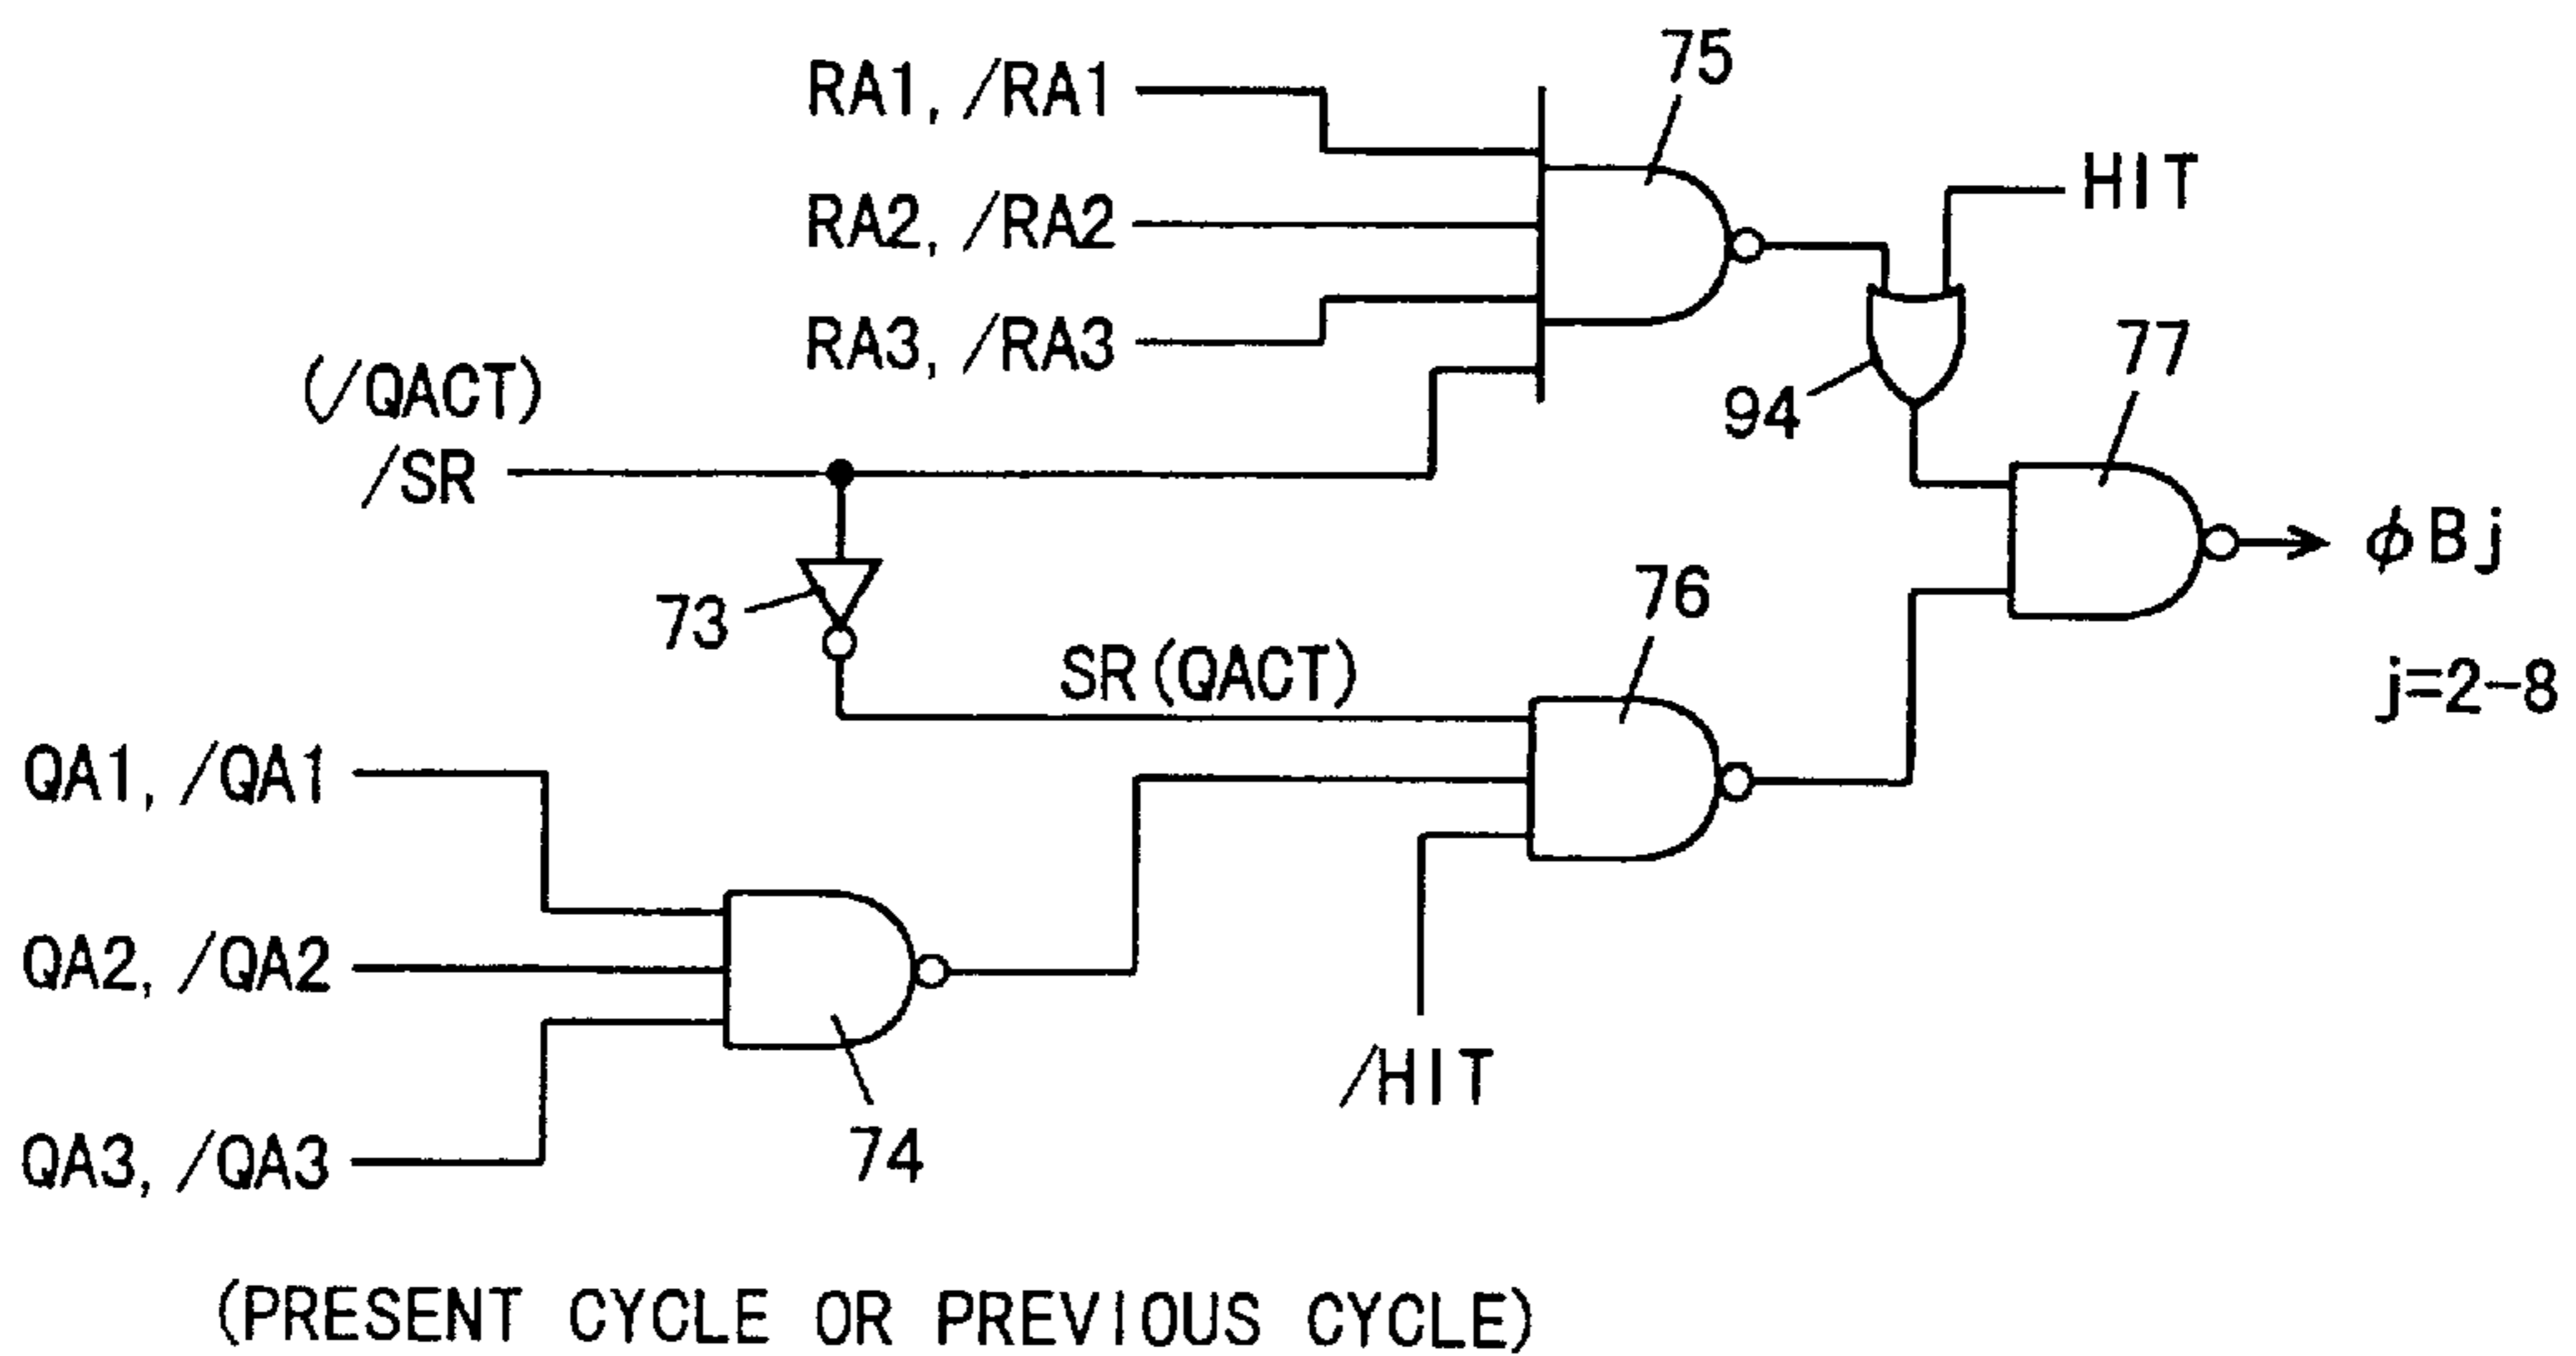 75
RA1, /RA1
HIT
RA2, /RA2
RA3, /RA3
77
(/QACT)
94
/SR
φBj
76
73
SR(QACT)
j=2-8
QA1, /QA1
QA2, /QA2
/HIT
74
QA3, /QA3
(PRESENT CYCLE OR PREVIOUS CYCLE)